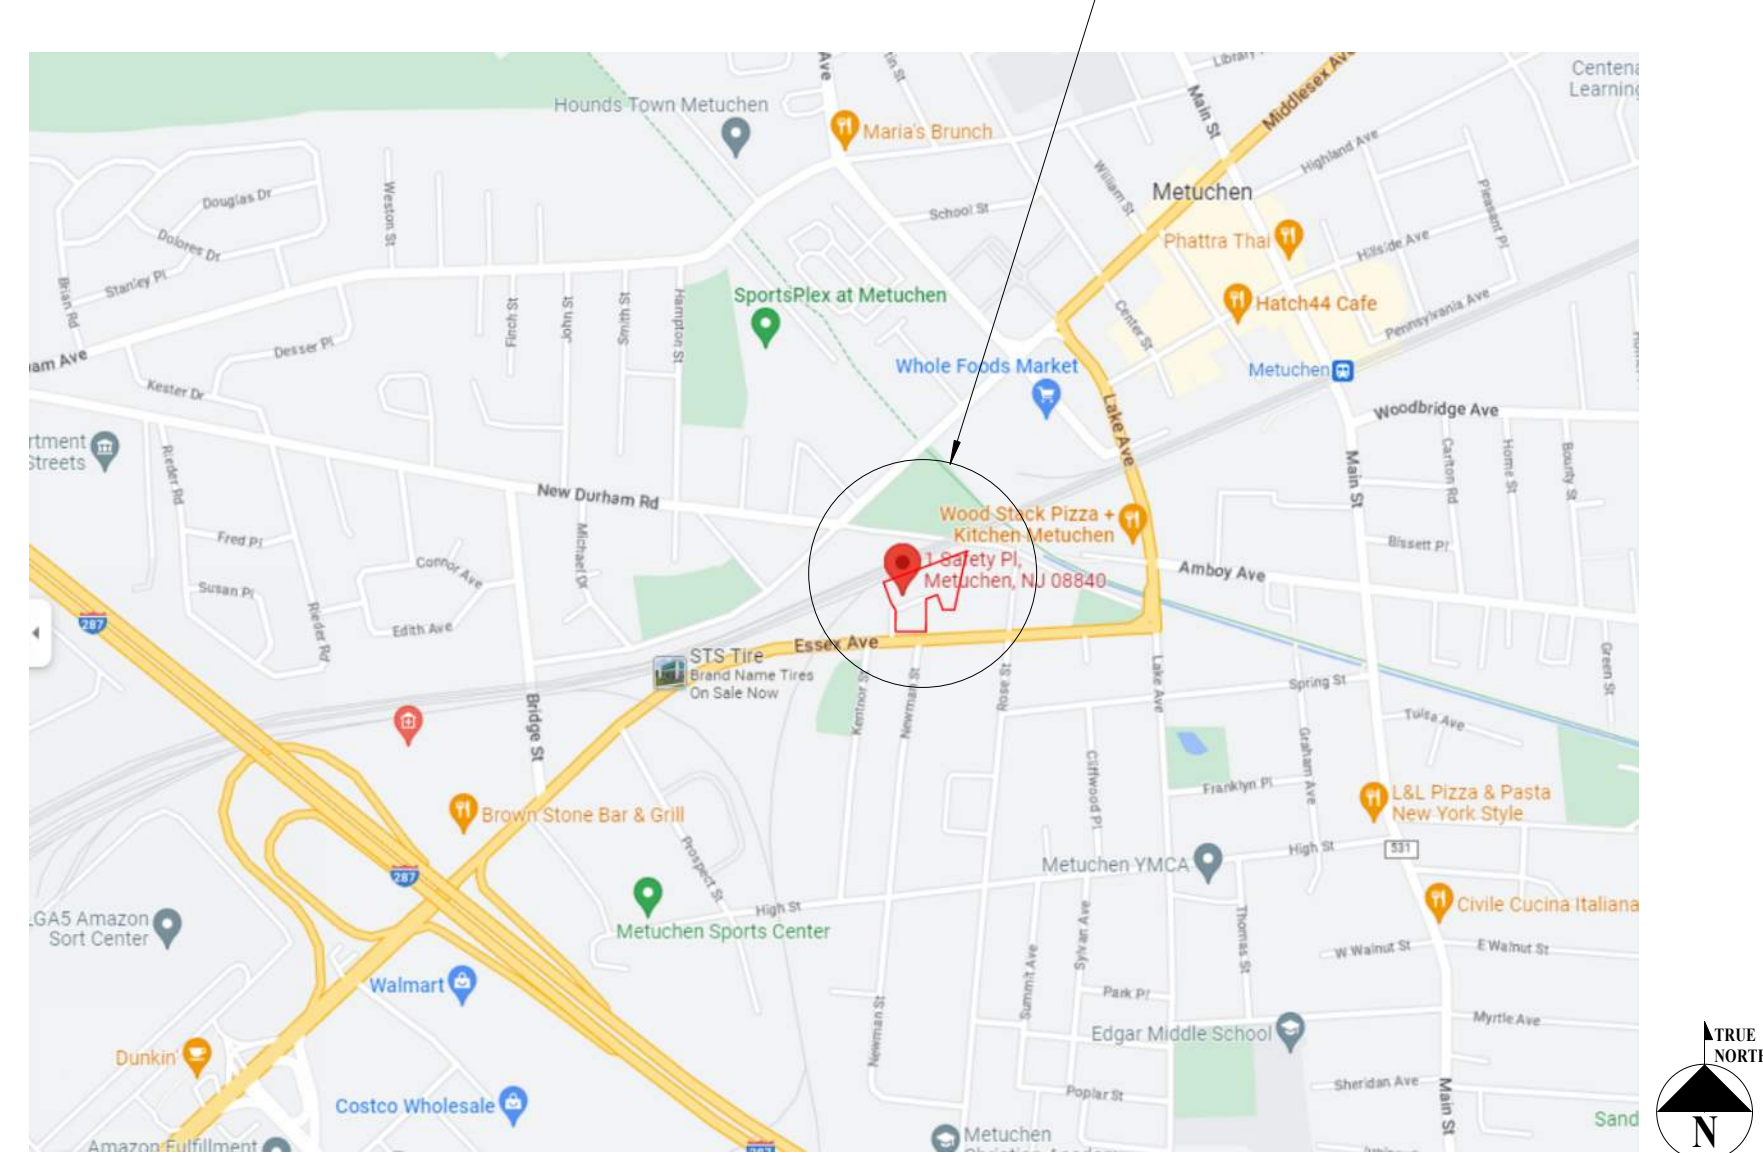 Ave
Library
Middlesex Ave
Main St
Centena
Learning
Hounds Town Metuchen
Maria's Brunch
Highland Ave
William St
Metuchen
Pleasant Pl
Douglas Dr
Weston St
School St
Phattra Thai
Hillside Ave
Dolores Dr
Stanley Pl
Brian Rd
SportsPlex at Metuchen
Hatch44 Cafe
Finch St
John St
Smith St
Hampton St
Center St
Pennsylvania Ave
Desser Pl
am Ave
Whole Foods Market
Metuchen
Kester Dr
Lake Ave
Woodbridge Ave
rtment
Streets
Rieder Rd
New Durham Rd
Main St
Carlton Rd
Home St
Bounty St
Wood Stack Pizza +
Kitchen Metuchen
Fred Pl
Michael Dr
Connor Ave
1 Safety Pl,
Metuchen, NJ 08840
Amboy Ave
Bissett Pl
Susan Pl
287
Rieder Rd
Edith Ave
Essex Ave
STS Tire
Brand Name Tires
On Sale Now
Kentnor St
Newman St
Rose St
Lake Ave
Spring St
Green St
Bridge St
Tulsa Ave
Graham Ave
Cliffwood Pl
Franklyn Pl
L&L Pizza & Pasta
New York Style
Brown Stone Bar & Grill
Prospect St
Metuchen YMCA
High St
531
287
LGA5 Amazon
Sort Center
High St
Metuchen Sports Center
Civile Cucina Italiana
Sylvan Ave
Thomas St
W Walnut St
E Walnut St
Summit Ave
Walmart
Park Pl
Newman St
Edgar Middle School
Myrtle Ave
TRUE
NORTH
Dunkin'
Costco Wholesale
Poplar St
Sheridan Ave
Main St
Sand
N
Amazon Fulfillment
287
Metuchen